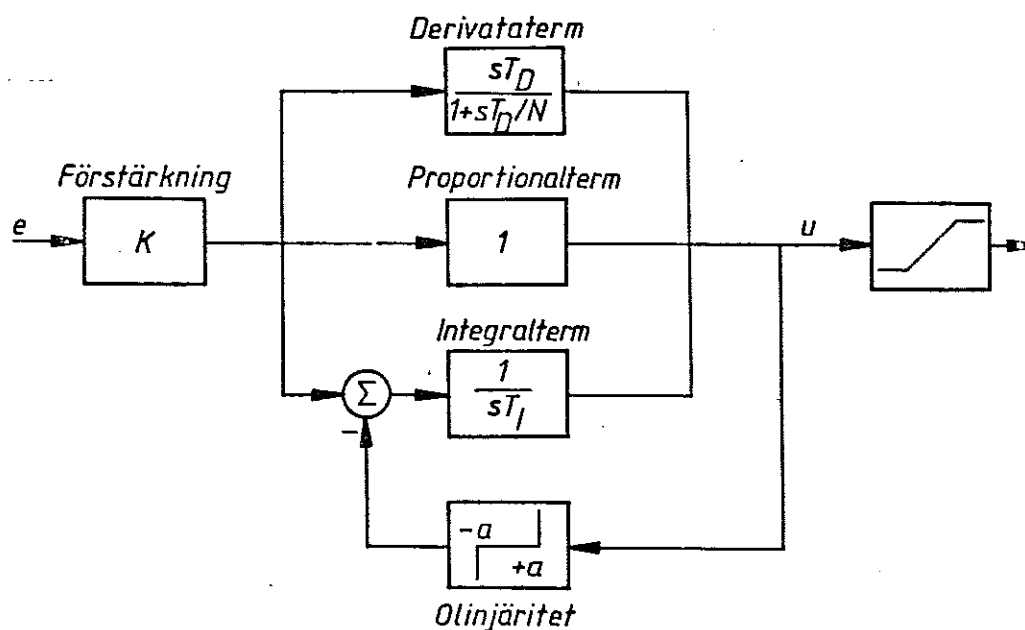 Derivataterm
sT_D
1+sT_D/N
Förstärkning
Proportionalterm
e
K
1
u
Integralterm
Σ
1
sT_I
−
−a
+a
Olinjäritet